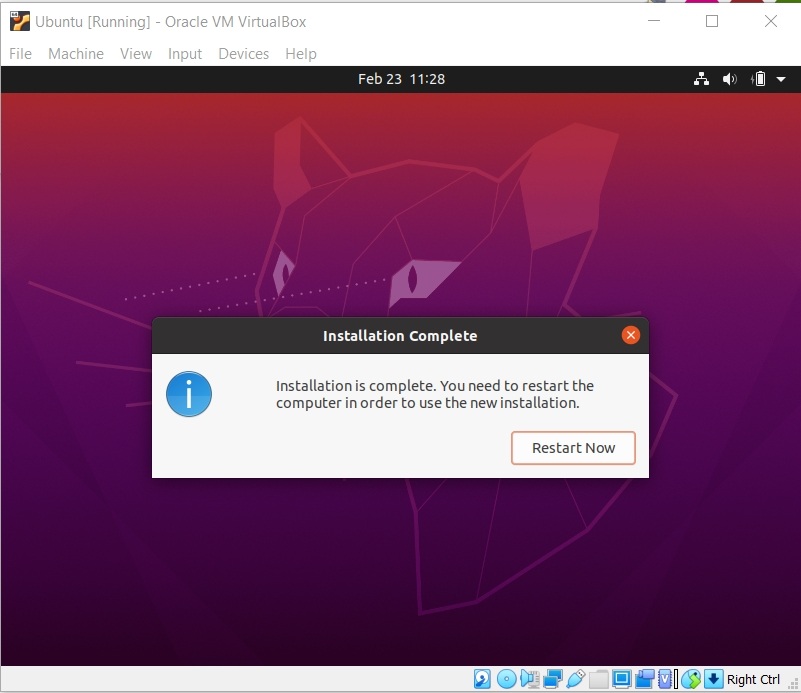 Ubuntu [Running] - Oracle VM VirtualBox
File Machine View Input Devices Help
Feb 23 11:28
Installation Complete
Installation is complete. You need to restart the
computer in order to use the new installation.
Restart Now
Right Ctrl